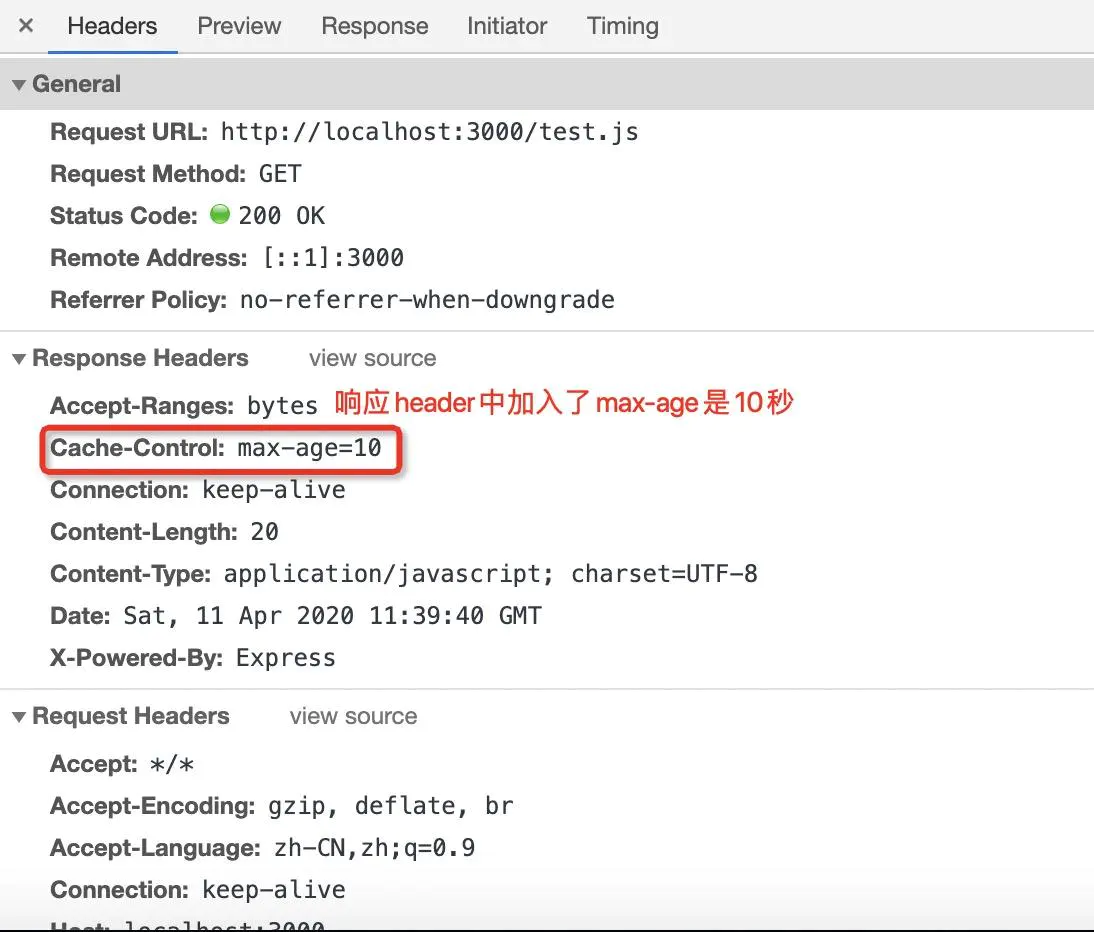 × Headers Preview Response Initiator Timing
▼ General
Request URL: http://localhost:3000/test.js
Request Method: GET
Status Code: 200 OK
Remote Address: [::1]:3000
Referrer Policy: no-referrer-when-downgrade
▼ Response Headers view source
Accept-Ranges: bytes 响应header中加入了max-age是10秒
Cache-Control: max-age=10
Connection: keep-alive
Content-Length: 20
Content-Type: application/javascript; charset=UTF-8
Date: Sat, 11 Apr 2020 11:39:40 GMT
X-Powered-By: Express
▼ Request Headers view source
Accept: */*
Accept-Encoding: gzip, deflate, br
Accept-Language: zh-CN,zh;q=0.9
Connection: keep-alive
Host: localhost:3000